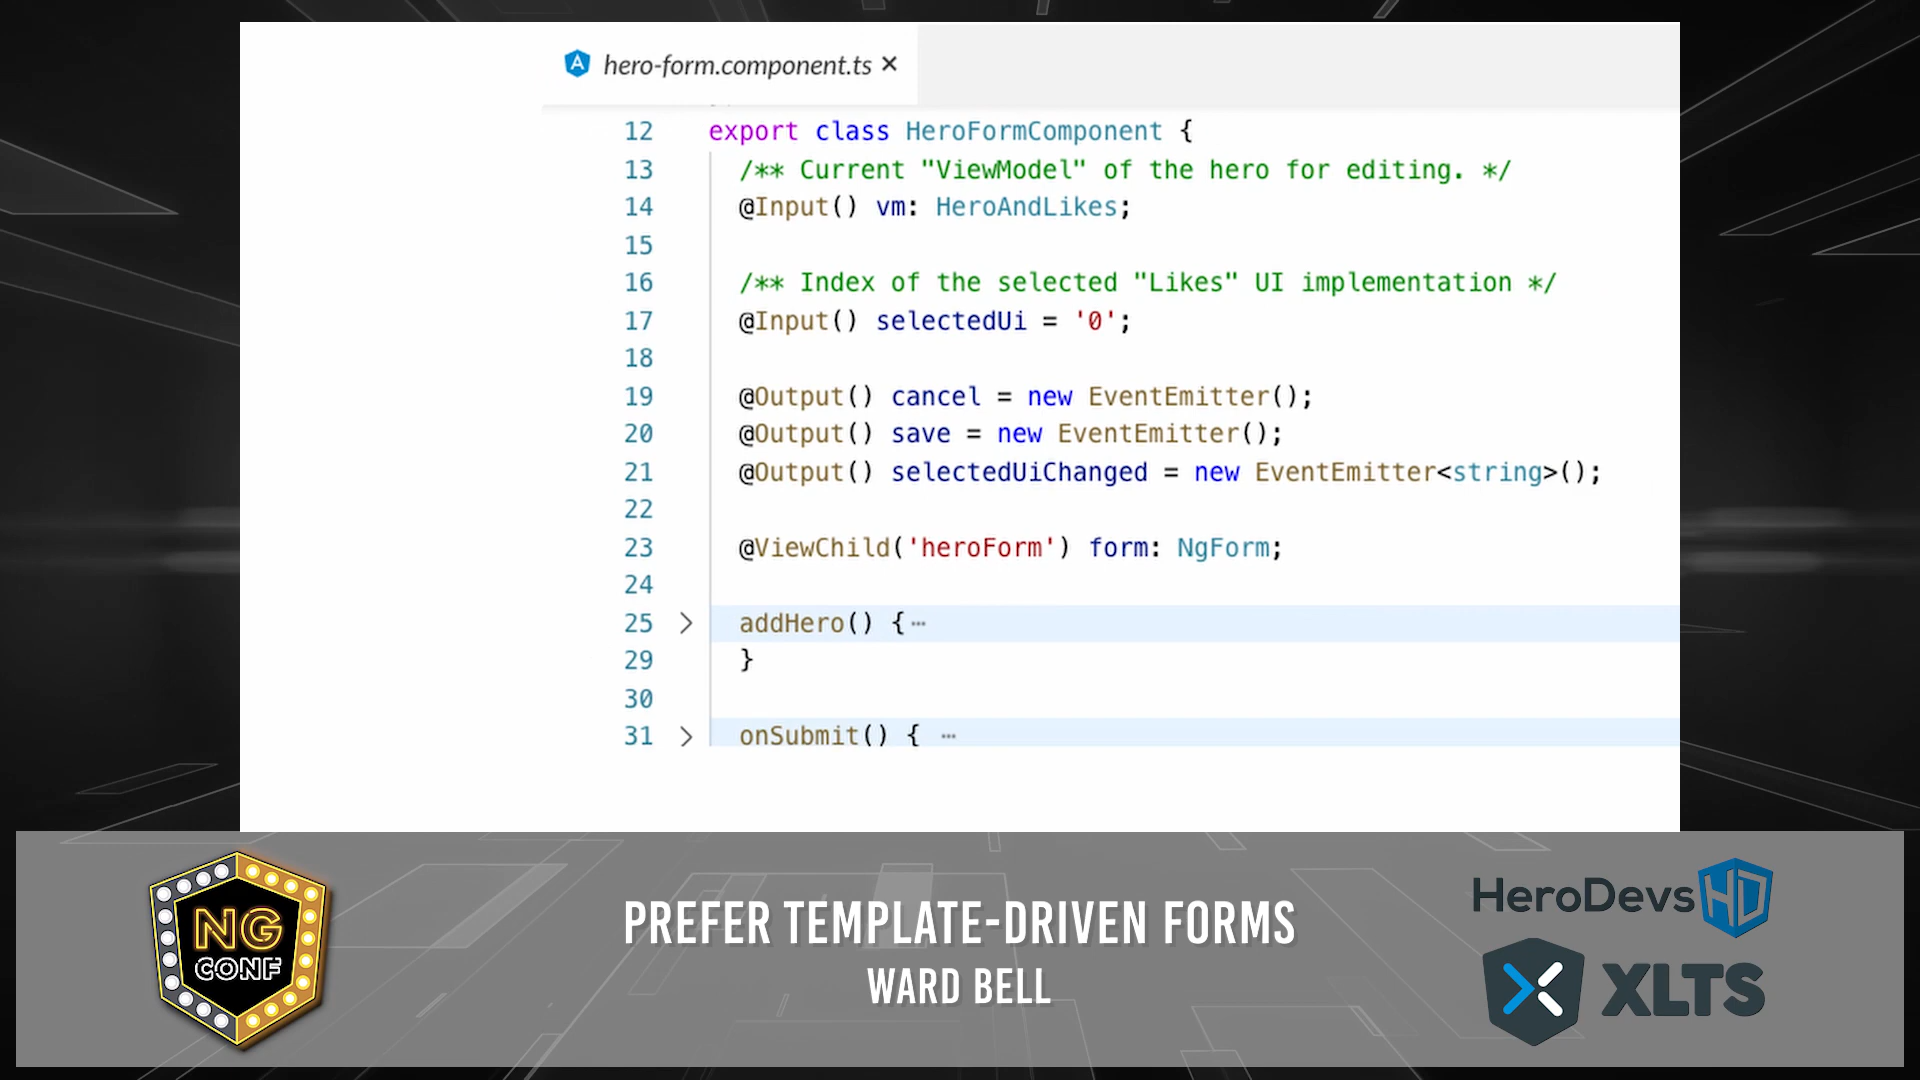 hero-form.component.ts ×
12 export class HeroFormComponent {
13 /** Current "ViewModel" of the hero for editing. */
14 @Input() vm: HeroAndLikes;
15
16 /** Index of the selected "Likes" UI implementation */
17 @Input() selectedUi = '0';
18
19 @Output() cancel = new EventEmitter();
20 @Output() save = new EventEmitter();
21 @Output() selectedUiChanged = new EventEmitter<string>();
22
23 @ViewChild('heroForm') form: NgForm;
24
25 > addHero() { ⋯
29 }
30
31 > onSubmit() { ⋯
NG
CONF
PREFER TEMPLATE-DRIVEN FORMS
WARD BELL
HeroDevs HD
XLTS